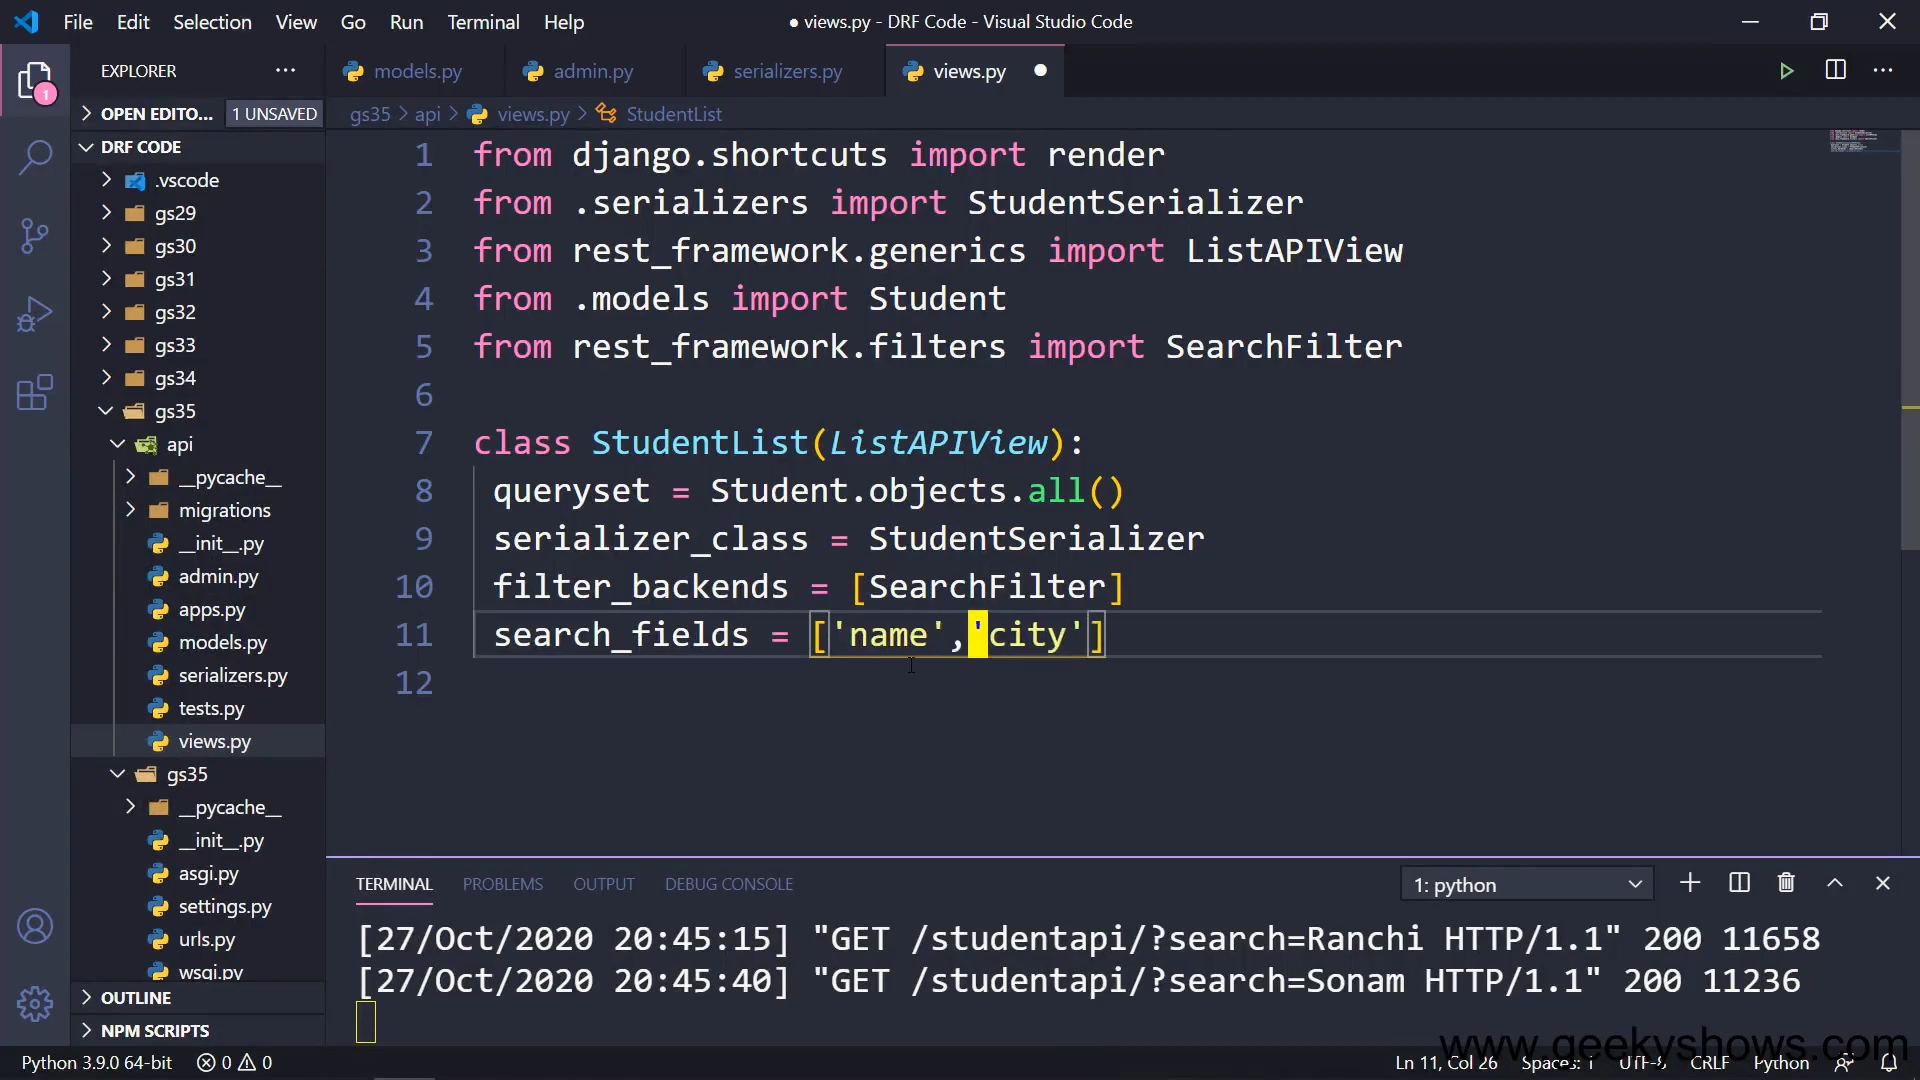 File Edit Selection View Go Run Terminal Help
● views.py - DRF Code - Visual Studio Code
EXPLORER
models.py
admin.py
serializers.py
views.py
1
OPEN EDITO... 1 UNSAVED
gs35 > api > views.py > StudentList
DRF CODE
.vscode
gs29
gs30
gs31
gs32
gs33
gs34
gs35
api
__pycache__
migrations
__init__.py
admin.py
apps.py
models.py
serializers.py
tests.py
views.py
gs35
__pycache__
__init__.py
asgi.py
settings.py
urls.py
wsgi.py
OUTLINE
NPM SCRIPTS
1 from django.shortcuts import render
2 from .serializers import StudentSerializer
3 from rest_framework.generics import ListAPIView
4 from .models import Student
5 from rest_framework.filters import SearchFilter
6
7 class StudentList(ListAPIView):
8 queryset = Student.objects.all()
9 serializer_class = StudentSerializer
10 filter_backends = [SearchFilter]
11 search_fields = ['name','city']
12
TERMINAL PROBLEMS OUTPUT DEBUG CONSOLE
1: python
[27/Oct/2020 20:45:15] "GET /studentapi/?search=Ranchi HTTP/1.1" 200 11658
[27/Oct/2020 20:45:40] "GET /studentapi/?search=Sonam HTTP/1.1" 200 11236
www.geekyshows.com
Python 3.9.0 64-bit 0 0
Ln 11, Col 26 Spaces: 1 UTF-8 CRLF Python